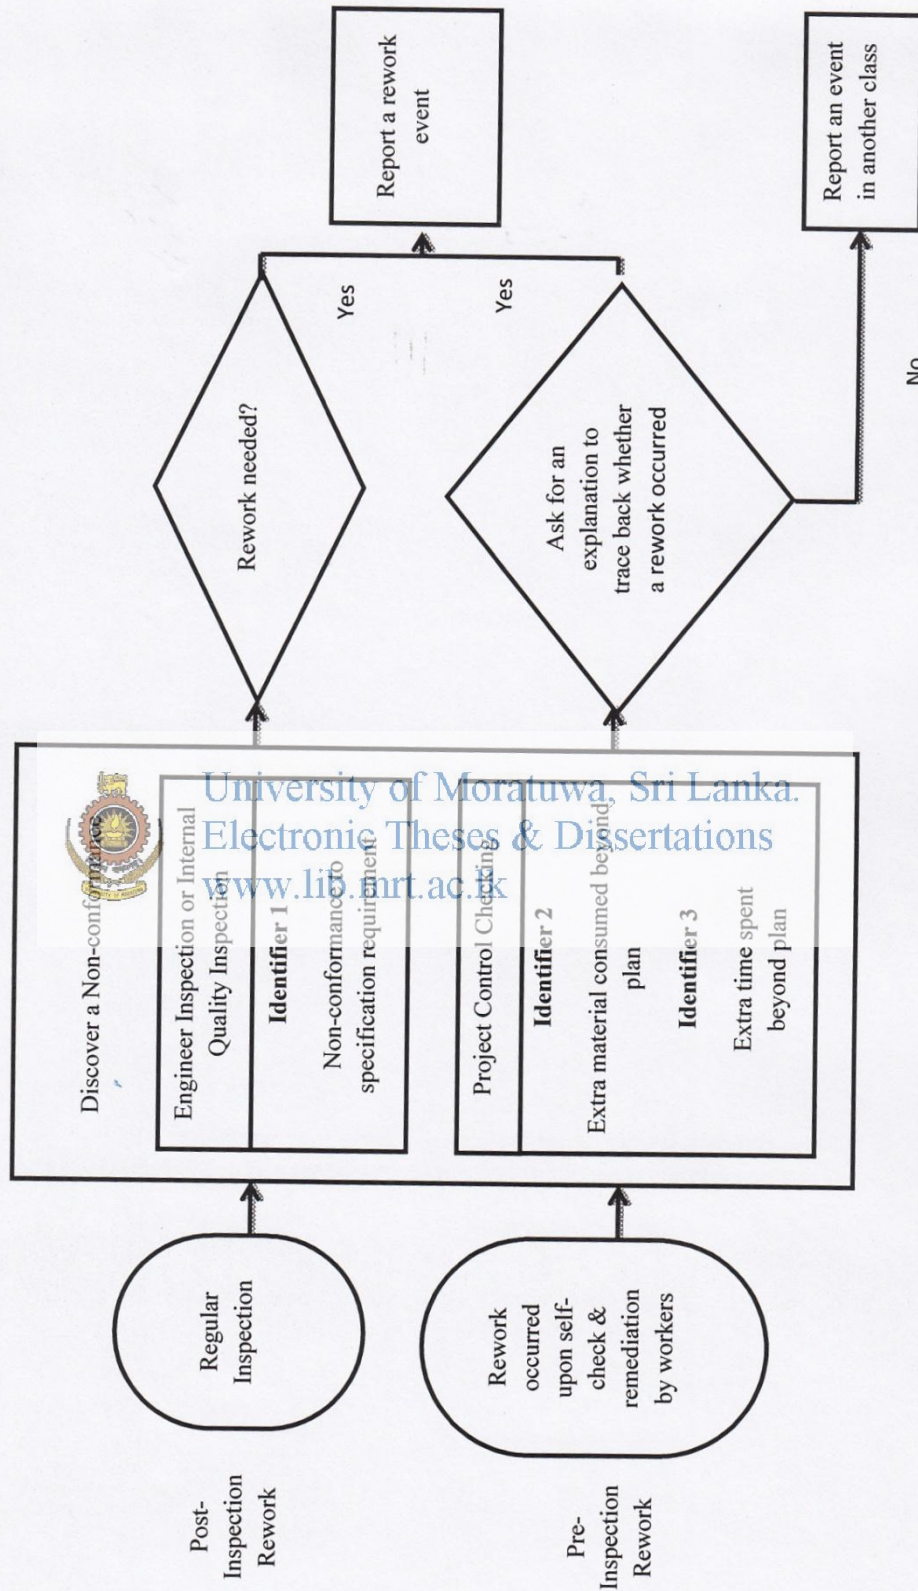 Post-
Inspection
Rework
Regular
Inspection
Discover a Non-conformance
Engineer Inspection or Internal
Quality Inspection
Identifier 1
Non-conformance to
specification requirement
Rework needed?
Yes
Report a rework
event
Pre-
Inspection
Rework
Rework
occurred
upon self-
check &
remediation
by workers
Project Control Checking
Identifier 2
Extra material consumed beyond
plan
Identifier 3
Extra time spent
beyond plan
Ask for an
explanation to
trace back whether
a rework occurred
Yes
No
Report an event
in another class
University of Moratuwa, Sri Lanka.
Electronic Theses & Dissertations
www.lib.mrt.ac.lk